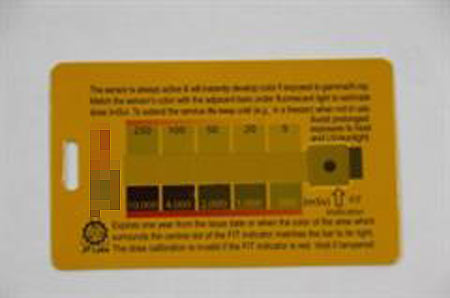 The sensor is always active & will instantly develop color if exposed to gamma/X-ray.
Match the sensor's color with the adjacent bars under fluorescent light to estimate
dose (mSv). To extend the service life keep cold (e.g., in a freezer) when not in use.
Avoid prolonged
exposure to heat
and UV/sunlight
250 100 50 20 0
10,000 4,000 2,000 1,000 (mSv) FIT
Indication
JP Labs
Expires one year from the issue date or when the color of the area which
surrounds the central dot of the FIT indicator matches the bar to its right.
The dose calibration is invalid if the FIT indicator is red. Void if tampered